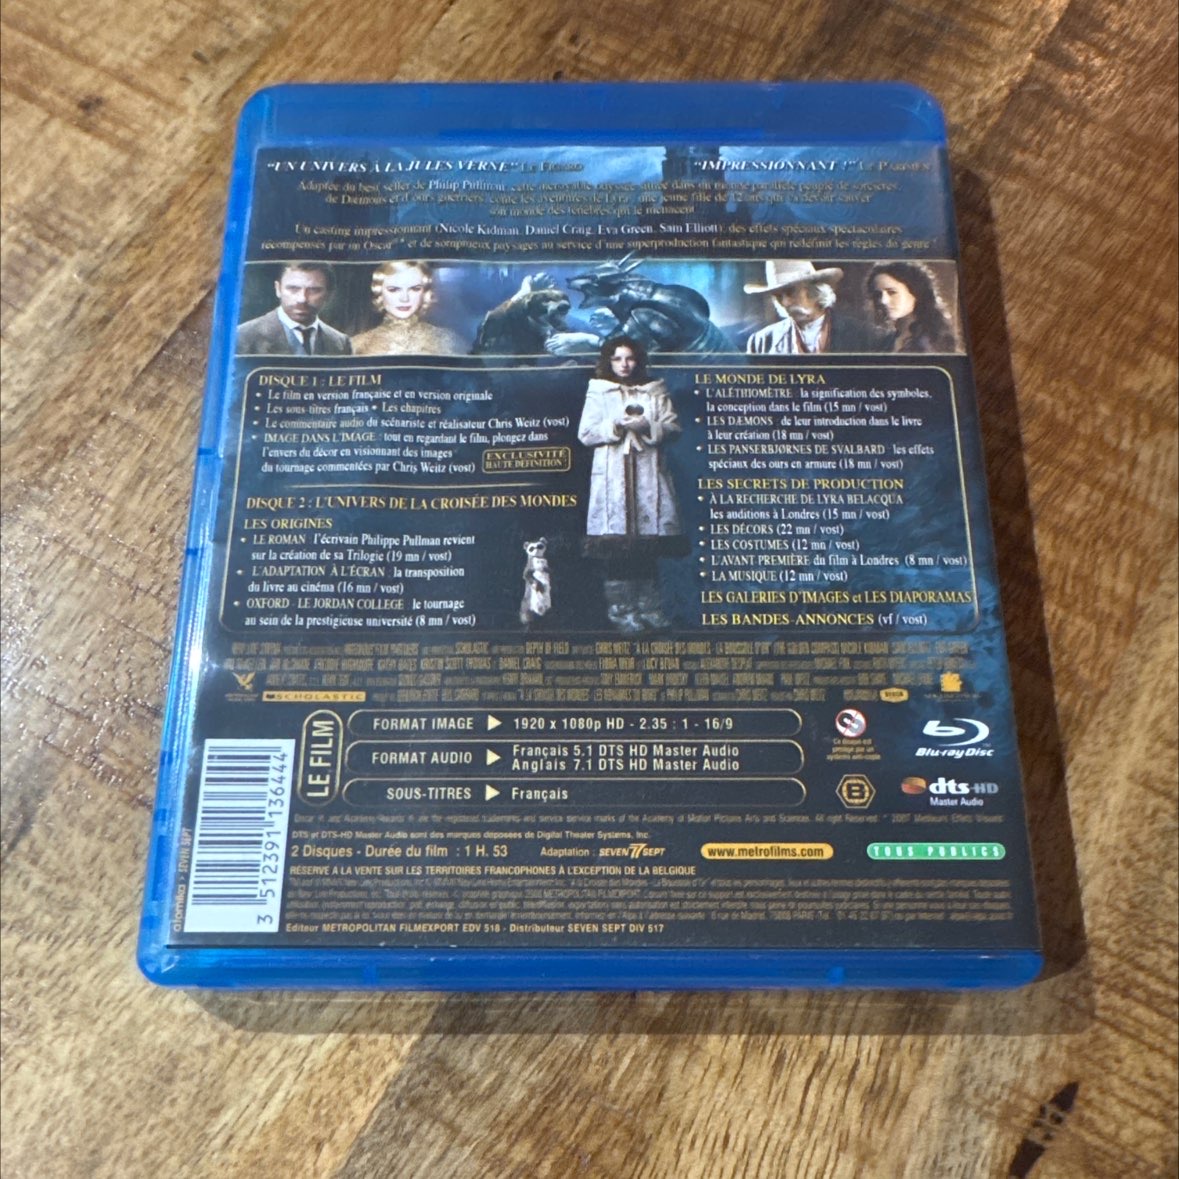 "UN UNIVERS À LA JULES VERNE" LE FIGARO
"IMPRESSIONNANT !" LE PARISIEN
Adaptée du best seller de Philip Pullman, cette incroyable odyssée située dans un monde parallèle peuplé de sorcières,
de Dæmons et d'ours guerriers, conte les aventures de Lyra, une jeune fille de 12 ans qui va devoir sauver
son monde des ténèbres qui le menacent.
Un casting impressionnant (Nicole Kidman, Daniel Craig, Eva Green, Sam Elliott), des effets spéciaux spectaculaires
récompensés par un Oscar et de somptueux paysages au service d'une superproduction fantastique qui redéfinit les règles du genre !
DISQUE 1 : LE FILM
• Le film en version française et en version originale
• Les sous-titres français • Les chapitres
• Le commentaire audio du scénariste et réalisateur Chris Weitz (vost)
• IMAGE DANS L'IMAGE : tout en regardant le film, plongez dans
l'envers du décor en visionnant des images
du tournage commentées par Chris Weitz (vost)
EXCLUSIVITÉ
HAUTE DÉFINITION
DISQUE 2 : L'UNIVERS DE LA CROISÉE DES MONDES
LES ORIGINES
• LE ROMAN : l'écrivain Philippe Pullman revient
sur la création de sa Trilogie (19 mn / vost)
• L'ADAPTATION À L'ÉCRAN : la transposition
du livre au cinéma (16 mn / vost)
• OXFORD - LE JORDAN COLLEGE : le tournage
au sein de la prestigieuse université (8 mn / vost)
LE MONDE DE LYRA
• L'ALÉTHIOMÈTRE : la signification des symboles,
la conception dans le film (15 mn / vost)
• LES DÆMONS : de leur introduction dans le livre
à leur création (18 mn / vost)
• LES PANSERBJØRNES DE SVALBARD : les effets
spéciaux des ours en armure (18 mn / vost)
LES SECRETS DE PRODUCTION
• À LA RECHERCHE DE LYRA BELACQUA :
les auditions à Londres (15 mn / vost)
• LES DÉCORS (22 mn / vost)
• LES COSTUMES (12 mn / vost)
• L'AVANT PREMIÈRE du film à Londres (8 mn / vost)
• LA MUSIQUE (12 mn / vost)
LES GALERIES D'IMAGES et LES DIAPORAMAS
LES BANDES-ANNONCES (vf / vost)
SCHOLASTIC
LE FILM
FORMAT IMAGE ▶ 1920 x 1080p HD - 2.35 : 1 - 16/9
FORMAT AUDIO ▶ Français 5.1 DTS HD Master Audio
Anglais 7.1 DTS HD Master Audio
SOUS-TITRES ▶ Français
Ce disque est
protégé par un
système anti-copie
Blu-ray Disc
B
dts-HD
Master Audio
DTS et DTS-HD Master Audio sont des marques déposées de Digital Theater Systems, Inc.
2 Disques - Durée du film : 1 H. 53
Adaptation : SEVEN 7 SEPT
www.metrofilms.com
TOUS PUBLICS
RÉSERVÉ A LA VENTE SUR LES TERRITOIRES FRANCOPHONES À L'EXCEPTION DE LA BELGIQUE
Editeur METROPOLITAN FILMEXPORT EDV 518 - Distributeur SEVEN SEPT DIV 517
3 512391 136444
atomika > SEVEN SEPT